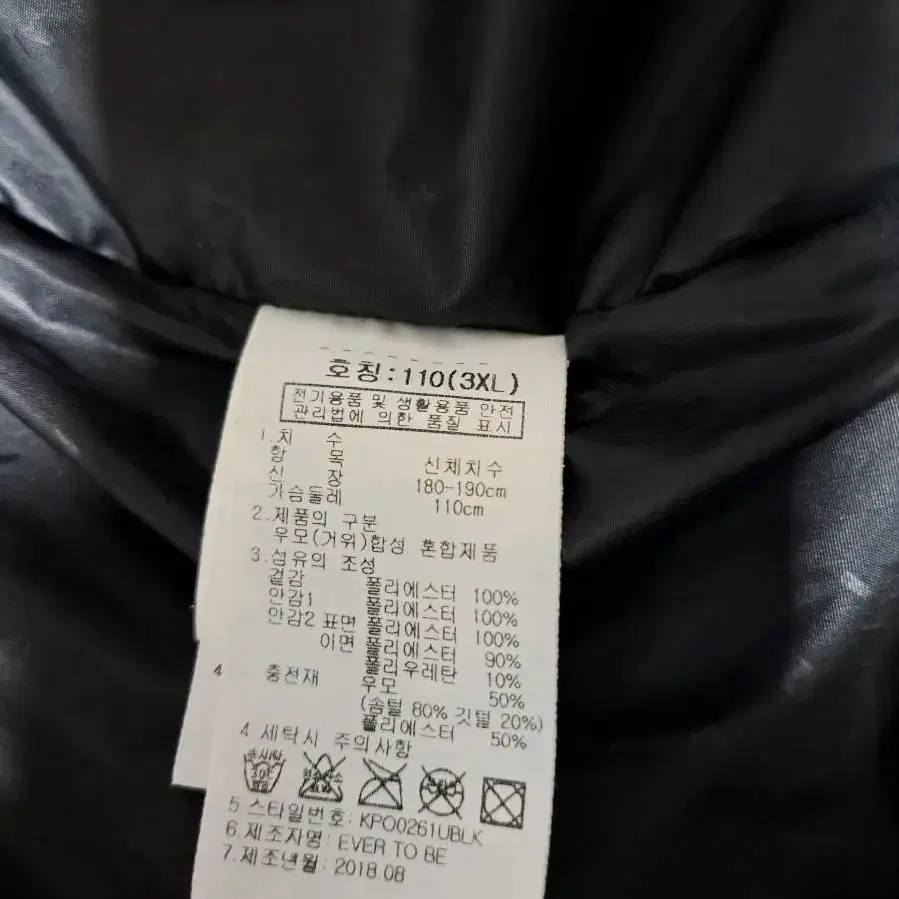 호칭:110(3XL)
전기용품 및 생활용품 안전
관리법에 의한 품질 표시
1.치 수
항 목 신체치수
신 장 180-190cm
가슴둘레 110cm
2.제품의 구분
우모(거위)합성 혼합제품
3.섬유의 조성
겉감 폴리에스터 100%
안감1 폴리에스터 100%
안감2 표면 폴리에스터 100%
이면 폴리에스터 90%
폴리우레탄 10%
충전재 우모 50%
(솜털 80% 깃털 20%)
폴리에스터 50%
4 세탁시 주의사항
손세탁
30℃
중성
5 스타일번호: KPO0261UBLK
6.제조자명: EVER TO BE
7.제조년월: 2018.08
4